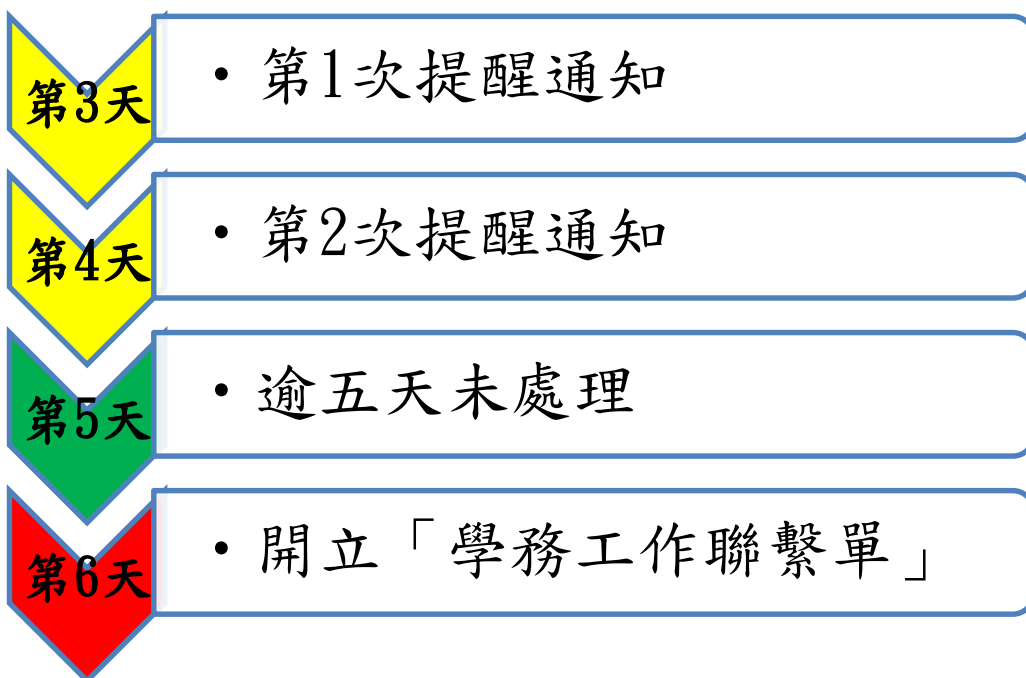 第3天
・第1次提醒通知
第4天
・第2次提醒通知
第5天
・逾五天未處理
第6天
・開立「學務工作聯繫單」